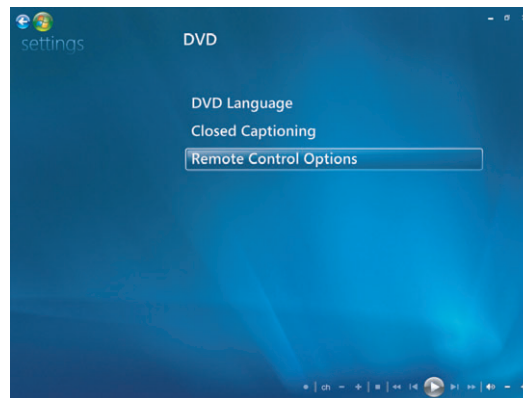 settings
DVD
DVD Language
Closed Captioning
Remote Control Options
ch